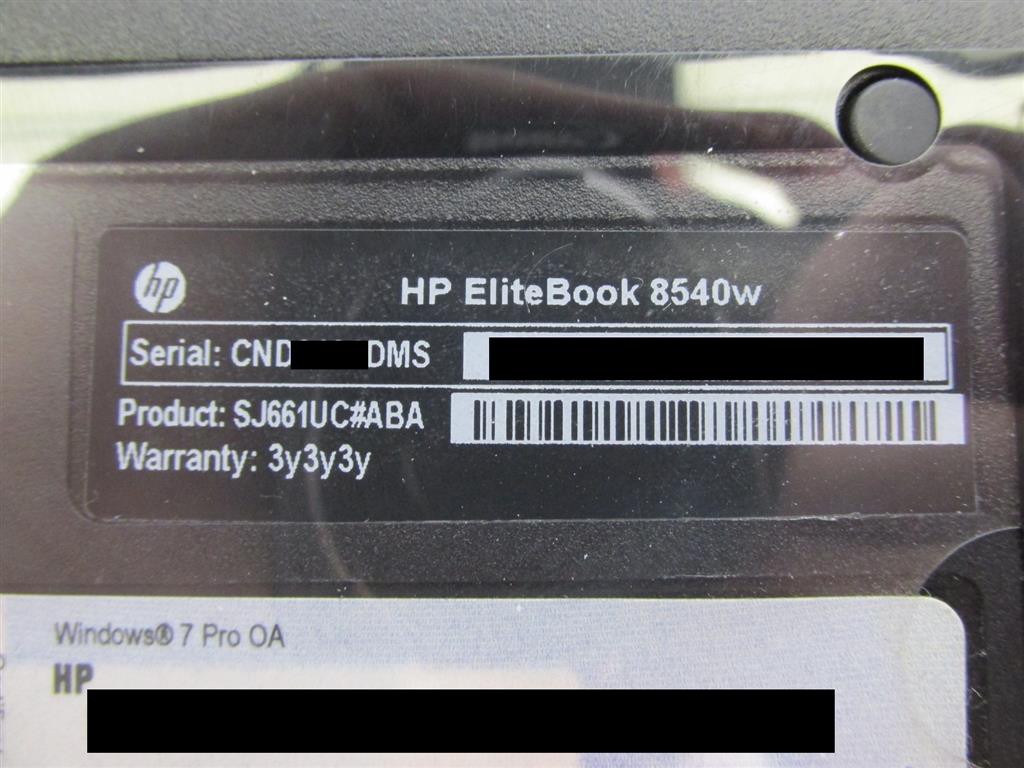 hp
HP EliteBook 8540w
Serial: CND DMS
Product: SJ661UC#ABA
Warranty: 3y3y3y
Windows® 7 Pro OA
HP